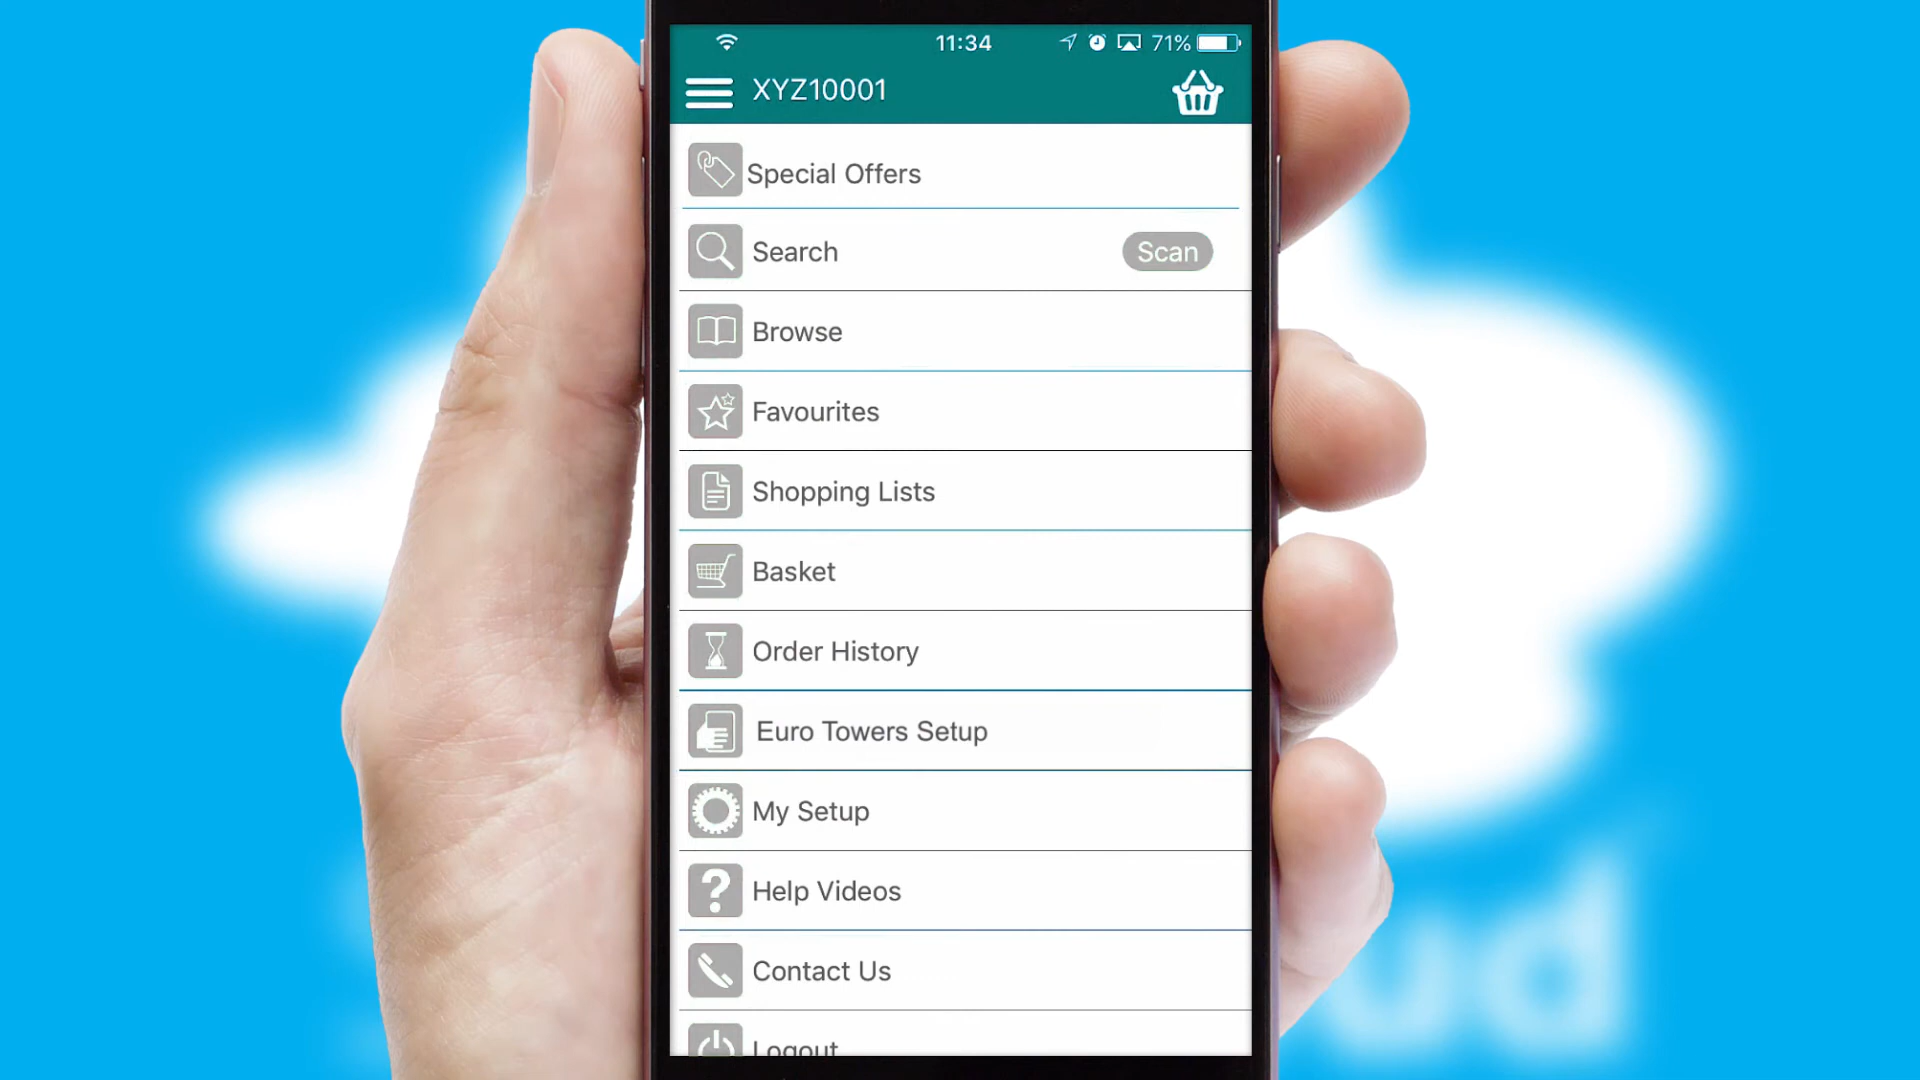 11:34
71%
XYZ10001
Special Offers
Search
Scan
Browse
Favourites
Shopping Lists
Basket
Order History
Euro Towers Setup
My Setup
Help Videos
Contact Us
Logout